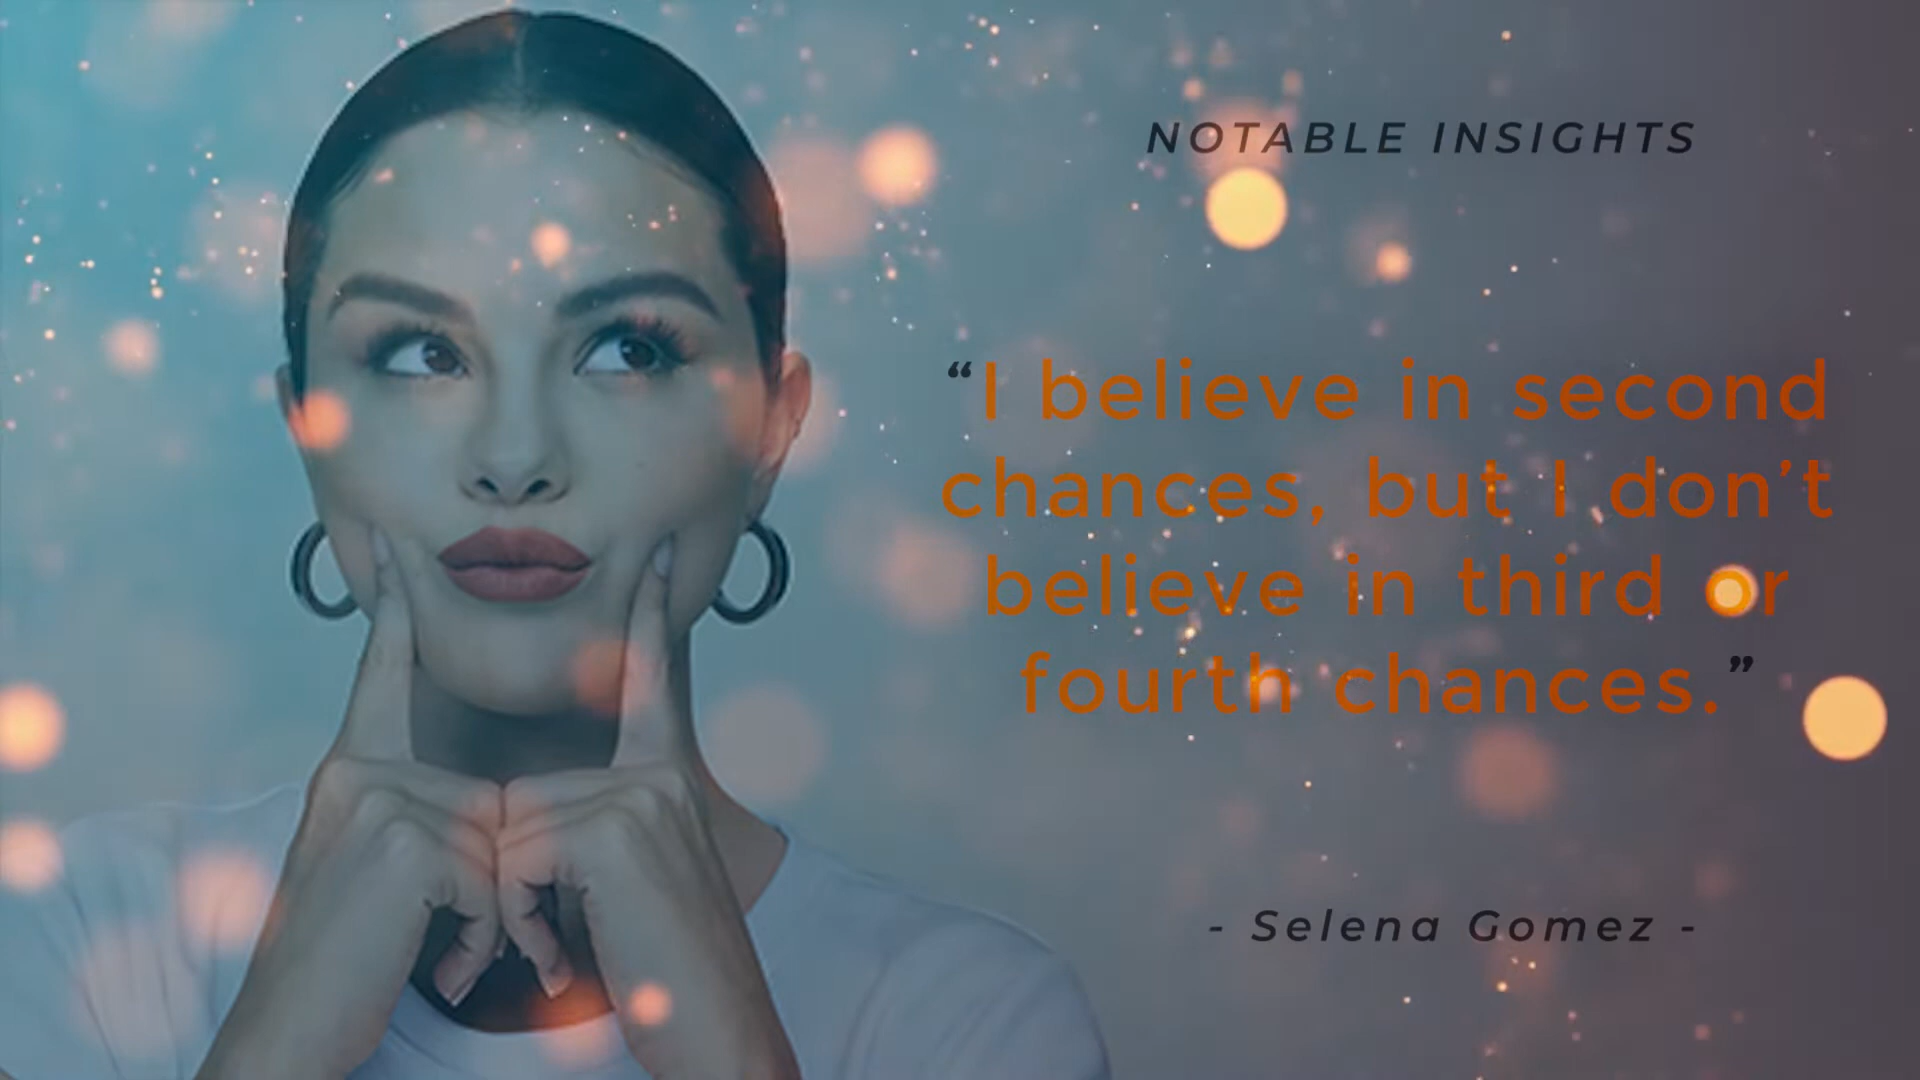 NOTABLE INSIGHTS
“I believe in second
chances, but I don’t
believe in third or
fourth chances.”
- Selena Gomez -